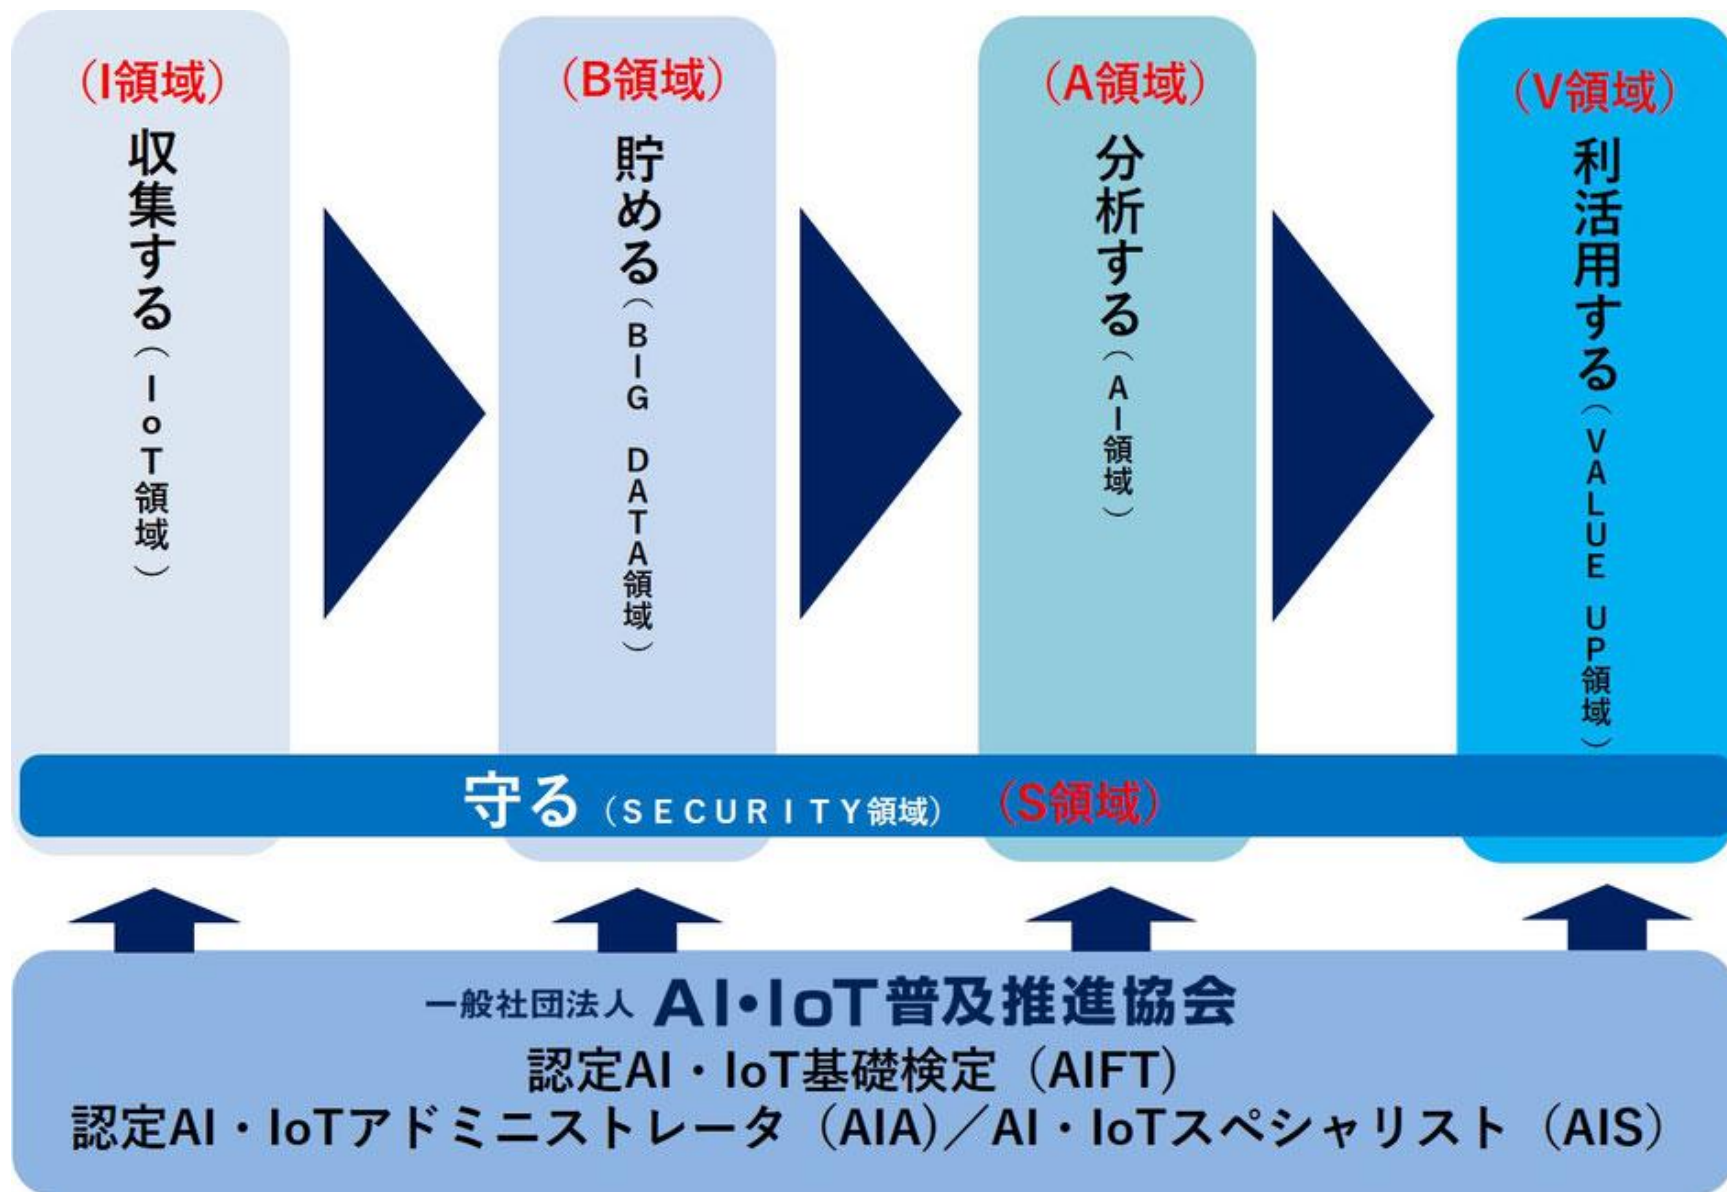 （I領域）
収集する（IoT領域）
（B領域）
貯める（BIG DATA領域）
（A領域）
分析する（AI領域）
（V領域）
利活用する（VALUE UP領域）
守る（SECURITY領域）（S領域）
一般社団法人 AI・IoT普及推進協会
認定AI・IoT基礎検定（AIFT）
認定AI・IoTアドミニストレータ（AIA）／AI・IoTスペシャリスト（AIS）